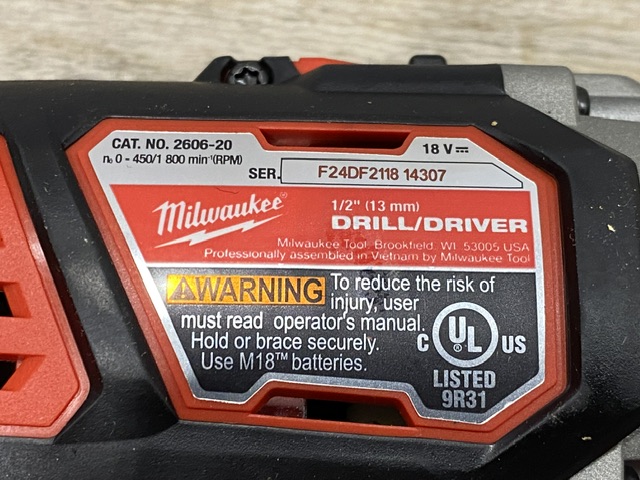 CAT. NO. 2606-20
18 V⎓
n₀ 0 - 450/1 800 min⁻¹(RPM)
SER. F24DF2118 14307
Milwaukee
1/2" (13 mm)
DRILL/DRIVER
Milwaukee Tool, Brookfield, WI 53005 USA
Professionally assembled in Vietnam by Milwaukee Tool
⚠WARNING To reduce the risk of
injury, user
must read operator's manual.
Hold or brace securely.
Use M18™ batteries.
C UL US
LISTED
9R31